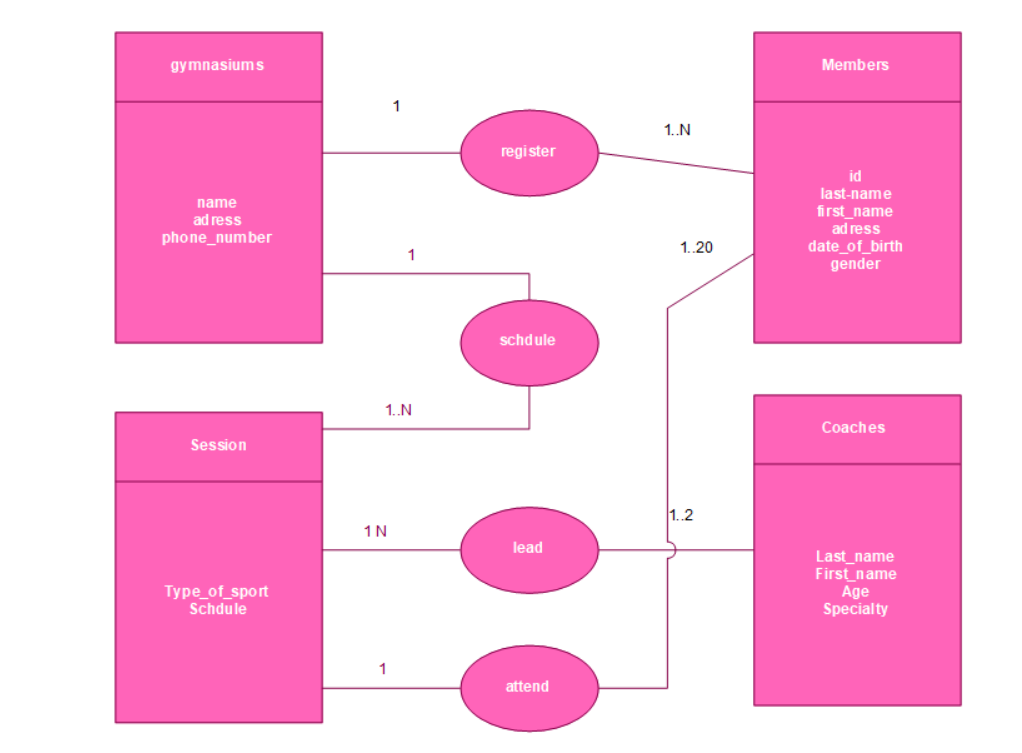 gymnasiums
name
adress
phone_number
1
register
1..N
Members
id
last-name
first_name
adress
date_of_birth
gender
1
schdule
1..N
1..20
Session
Type_of_sport
Schdule
1 N
lead
1..2
Coaches
Last_name
First_name
Age
Specialty
1
attend